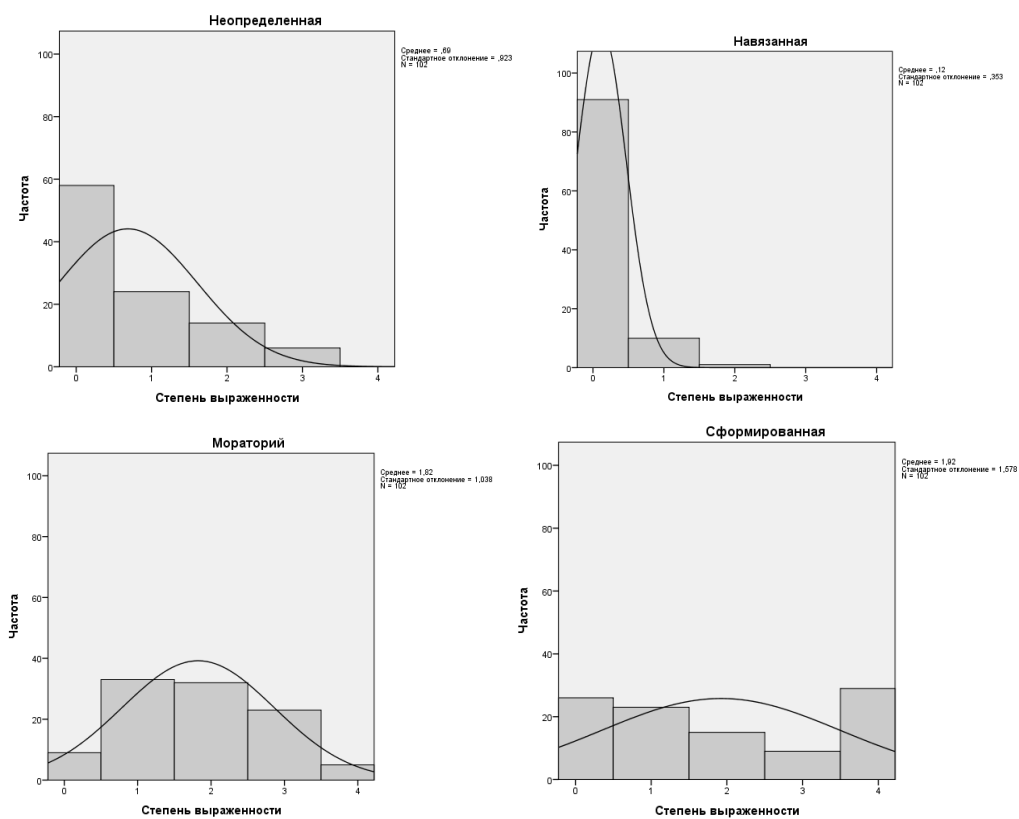 Неопределенная
Среднее = ,69
Стандартное отклонение = ,923
N = 102
100
80
60
40
20
0
Частота
0 1 2 3 4
Степень выраженности
Навязанная
Среднее = ,12
Стандартное отклонение = ,353
N = 102
100
80
60
40
20
0
Частота
0 1 2 3 4
Степень выраженности
Мораторий
Среднее = 1,82
Стандартное отклонение = 1,038
N = 102
100
80
60
40
20
0
Частота
0 1 2 3 4
Степень выраженности
Сформированная
Среднее = 1,92
Стандартное отклонение = 1,578
N = 102
100
80
60
40
20
0
Частота
0 1 2 3 4
Степень выраженности